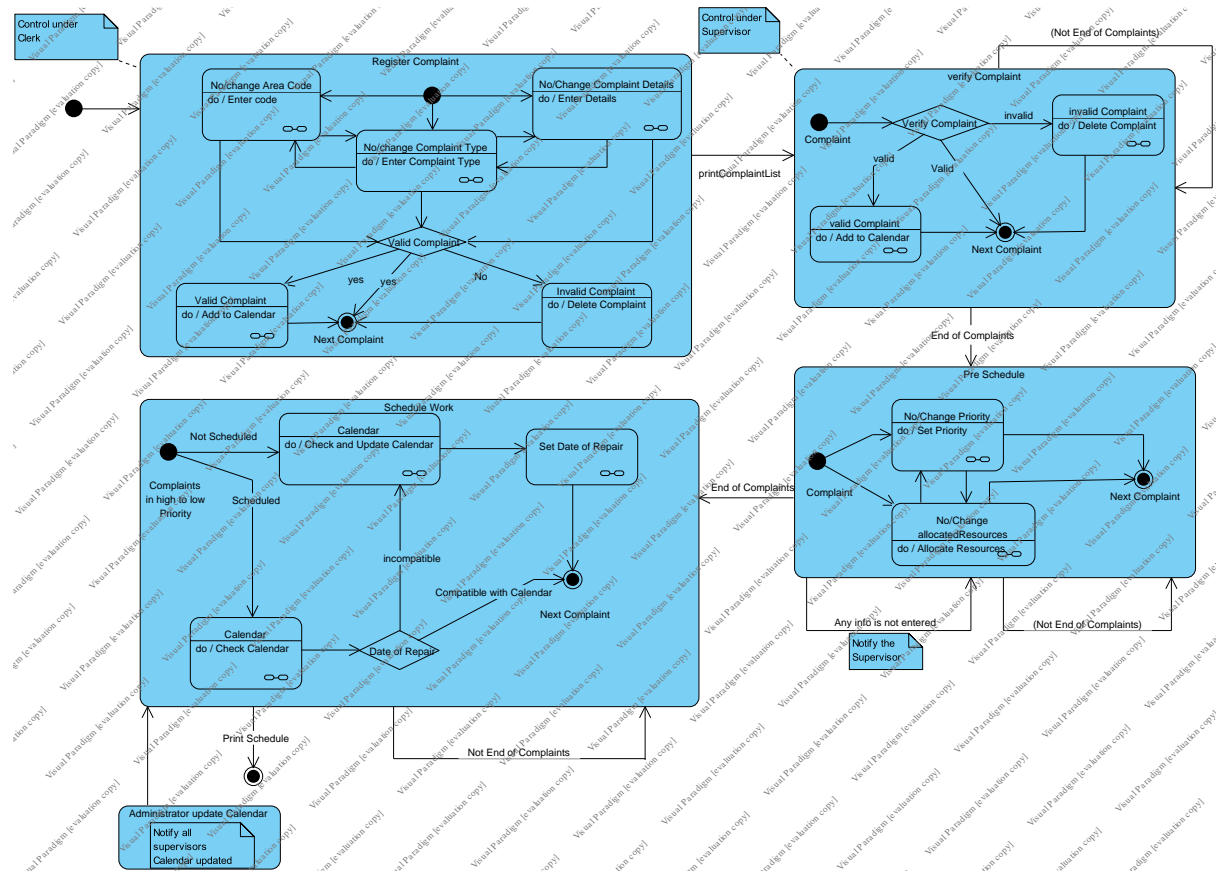 Control under
Clerk
Control under
Supervisor
(Not End of Complaints)
Register Complaint
No/change Area Code
do / Enter code
No/Change Complaint Details
do / Enter Details
No/change Complaint Type
do / Enter Complaint Type
Valid Complaint
yes
yes
No
Valid Complaint
do / Add to Calendar
Invalid Complaint
do / Delete Complaint
Next Complaint
printComplaintList
verify Complaint
Complaint
Verify Complaint
invalid
invalid Complaint
do / Delete Complaint
valid
Valid
valid Complaint
do / Add to Calendar
Next Complaint
End of Complaints
Pre Schedule
No/Change Priority
do / Set Priority
Complaint
Next Complaint
No/Change
allocatedResources
do / Allocate Resources
End of Complaints
Any info is not entered
(Not End of Complaints)
Notify the
Supervisor
Schedule Work
Not Scheduled
Calendar
do / Check and Update Calendar
Set Date of Repair
Complaints
in high to low
Priority
Scheduled
incompatible
Compatible with Calendar
Next Complaint
Calendar
do / Check Calendar
Date of Repair
Print Schedule
Not End of Complaints
Administrator update Calendar
Notify all
supervisors
Calendar updated
Visual Paradigm [evaluation copy]